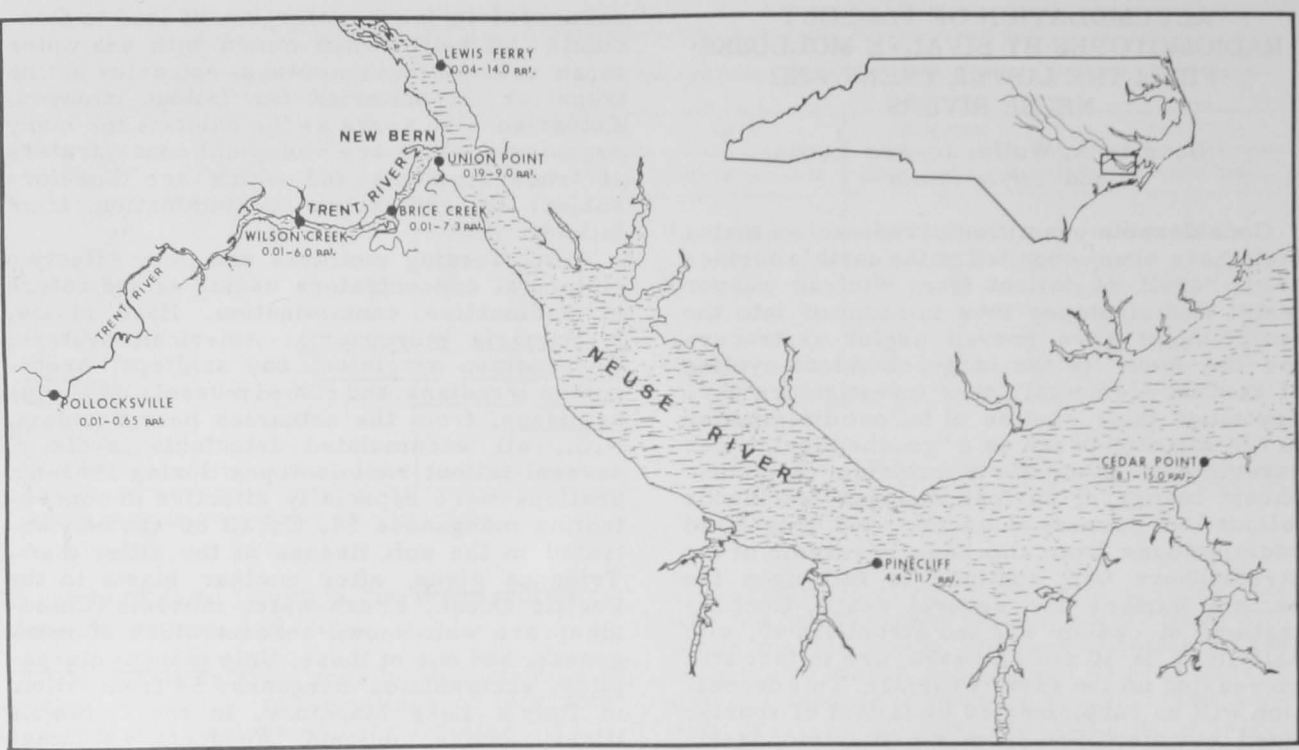 LEWIS FERRY
0.04-14.0 ppt.
NEW BERN
UNION POINT
0.19-9.0 ppt.
TRENT RIVER
BRICE CREEK
0.01-7.3 ppt.
WILSON CREEK
0.01-6.0 ppt.
TRENT RIVER
POLLOCKSVILLE
0.01-0.65 ppt.
NEUSE
RIVER
CEDAR POINT
8.1-15.0 ppt.
PINECLIFF
4.4-11.7 ppt.